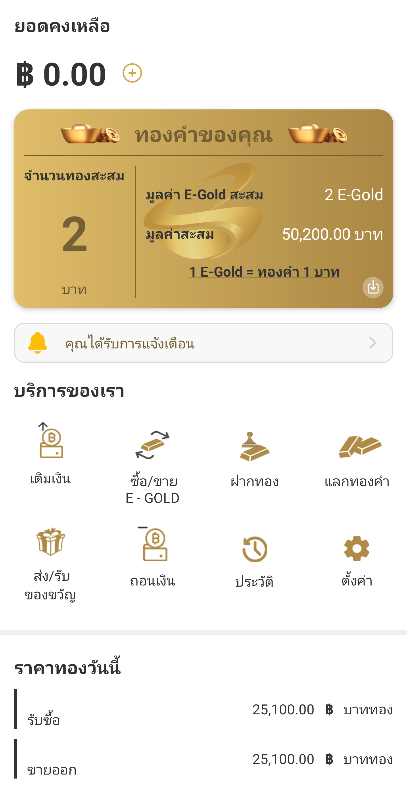 ยอดคงเหลือ
฿ 0.00
ทองคำของคุณ
จำนวนทองสะสม
2
บาท
มูลค่า E-Gold สะสม 2 E-Gold
มูลค่าสะสม 50,200.00 บาท
1 E-Gold = ทองคำ 1 บาท
คุณได้รับการแจ้งเตือน
บริการของเรา
เติมเงิน
ซื้อ/ขาย
E - GOLD
ฝากทอง
แลกทองคำ
ส่ง/รับ
ของขวัญ
ถอนเงิน
ประวัติ
ตั้งค่า
ราคาทองวันนี้
รับซื้อ 25,100.00 ฿ บาททอง
ขายออก 25,100.00 ฿ บาททอง